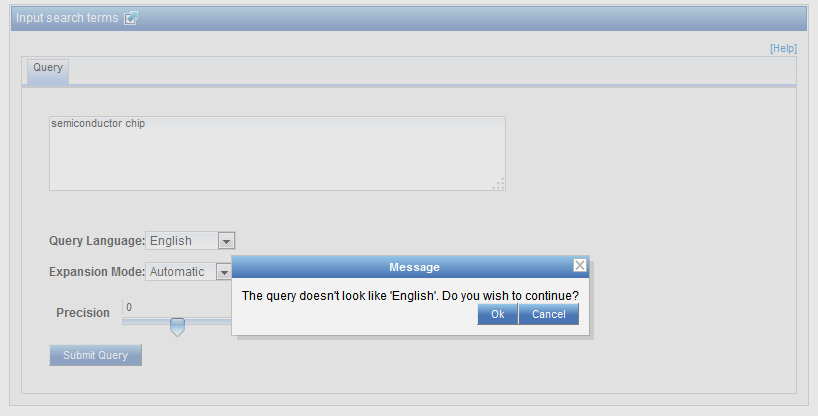 Input search terms
[Help]
Query
semiconductor chip
Query Language: English
Expansion Mode: Automatic
Message
The query doesn't look like 'English'. Do you wish to continue?
Ok Cancel
Precision 0
Submit Query